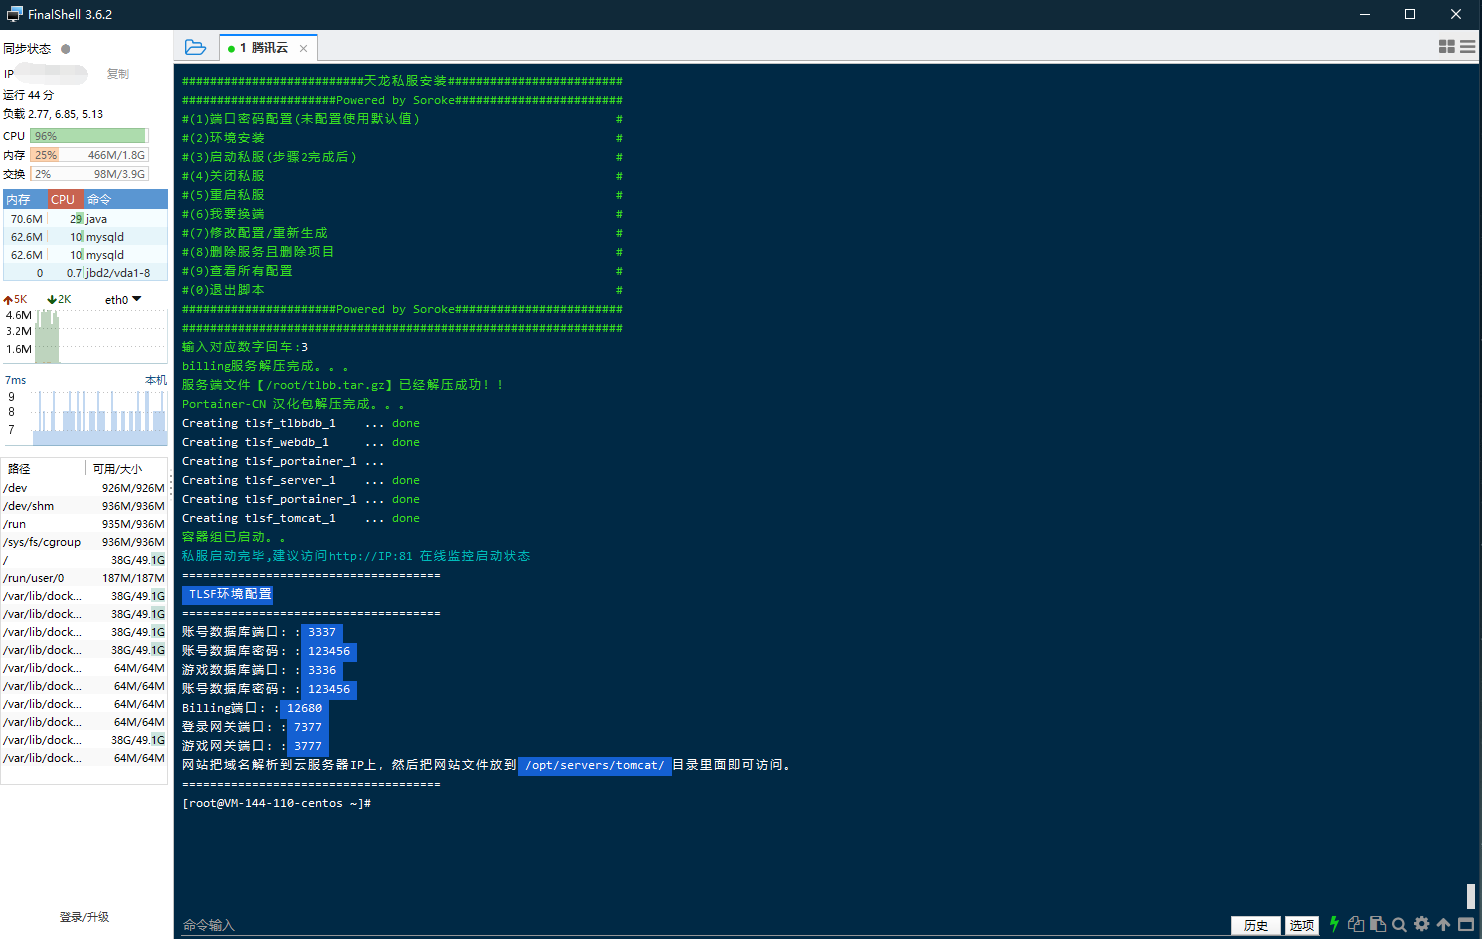 FinalShell 3.6.2
同步状态
IP 复制
运行 44 分
负载 2.77, 6.85, 5.13
CPU 96%
内存 25% 466M/1.8G
交换 2% 98M/3.9G
内存 CPU 命令
70.6M 29 java
62.6M 10 mysqld
62.6M 10 mysqld
0 0.7 jbd2/vda1-8
5K 2K eth0
4.6M
3.2M
1.6M
7ms 本机
9
8
7
路径 可用/大小
/dev 926M/926M
/dev/shm 936M/936M
/run 935M/936M
/sys/fs/cgroup 936M/936M
/ 38G/49.1G
/run/user/0 187M/187M
/var/lib/dock... 38G/49.1G
/var/lib/dock... 38G/49.1G
/var/lib/dock... 38G/49.1G
/var/lib/dock... 38G/49.1G
/var/lib/dock... 64M/64M
/var/lib/dock... 64M/64M
/var/lib/dock... 64M/64M
/var/lib/dock... 64M/64M
/var/lib/dock... 38G/49.1G
/var/lib/dock... 64M/64M
登录/升级
1 腾讯云
##########################天龙私服安装#########################
######################Powered by Soroke########################
#(1)端口密码配置(未配置使用默认值) #
#(2)环境安装 #
#(3)启动私服(步骤2完成后) #
#(4)关闭私服 #
#(5)重启私服 #
#(6)我要换端 #
#(7)修改配置/重新生成 #
#(8)删除服务且删除项目 #
#(9)查看所有配置 #
#(0)退出脚本 #
######################Powered by Soroke########################
###############################################################
输入对应数字回车:3
billing服务解压完成。。。
服务端文件【/root/tlbb.tar.gz】已经解压成功!!
Portainer-CN 汉化包解压完成。。。
Creating tlsf_tlbbdb_1 ... done
Creating tlsf_webdb_1 ... done
Creating tlsf_portainer_1 ...
Creating tlsf_server_1 ... done
Creating tlsf_portainer_1 ... done
Creating tlsf_tomcat_1 ... done
容器组已启动。。
私服启动完毕,建议访问http://IP:81 在线监控启动状态
=====================================
TLSF环境配置
=====================================
账号数据库端口: : 3337
账号数据库密码: : 123456
游戏数据库端口: : 3336
账号数据库密码: : 123456
Billing端口: : 12680
登录网关端口: : 7377
游戏网关端口: : 3777
网站把域名解析到云服务器IP上, 然后把网站文件放到 /opt/servers/tomcat/ 目录里面即可访问。
=====================================
[root@VM-144-110-centos ~]#
命令输入
历史 选项